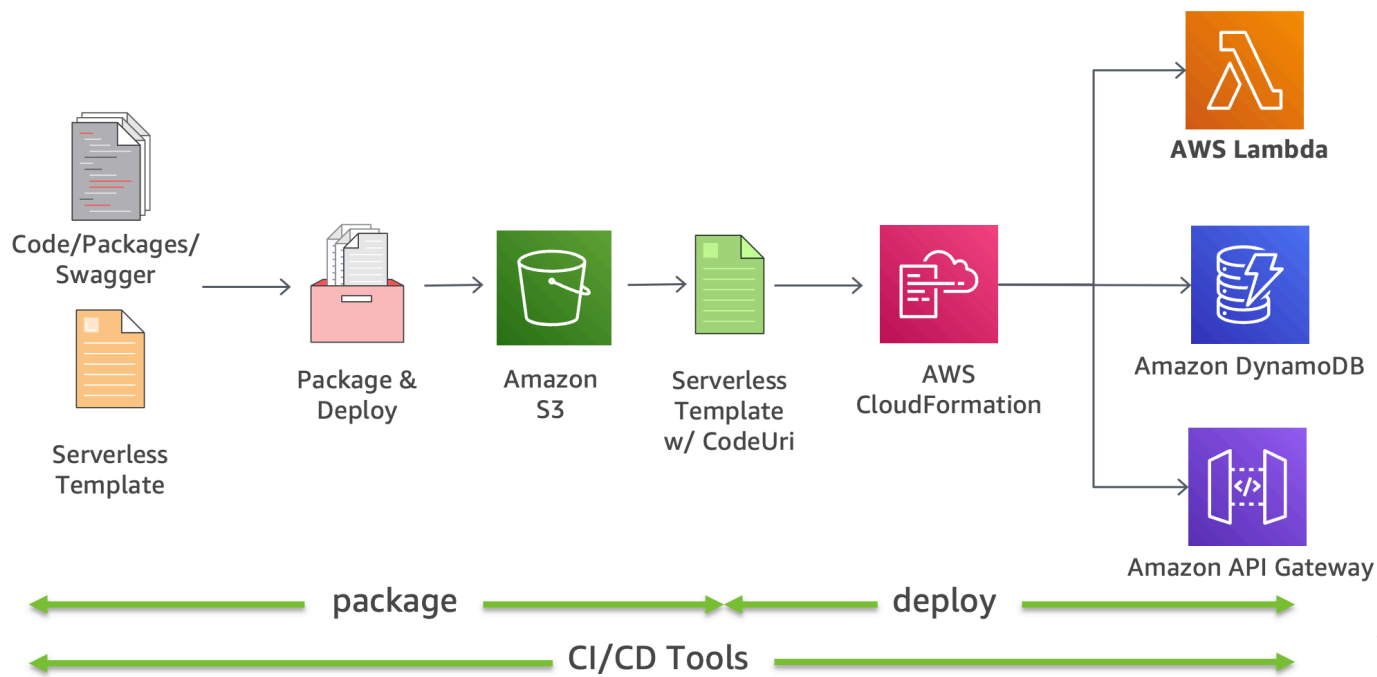 Code/Packages/
Swagger
Serverless
Template
Package &
Deploy
Amazon
S3
Serverless
Template
w/ CodeUri
AWS
CloudFormation
AWS Lambda
Amazon DynamoDB
</>
Amazon API Gateway
package
deploy
CI/CD Tools